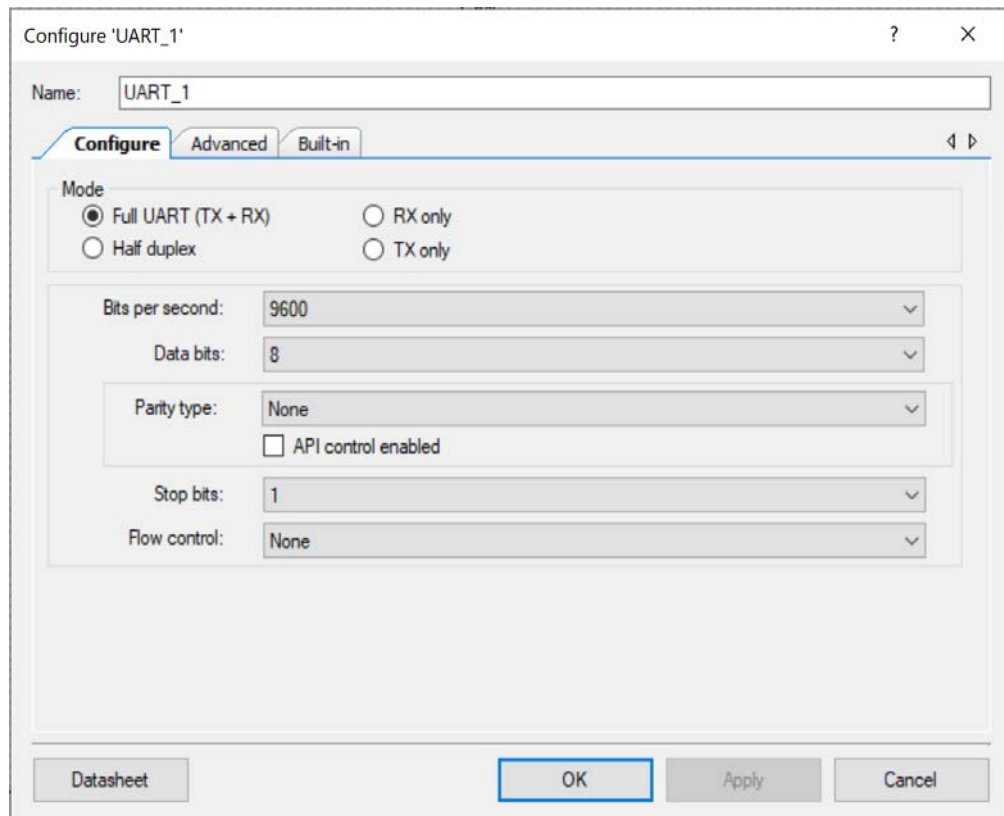 Configure 'UART_1'
?
Name: UART_1
Configure Advanced Built-in
Mode
Full UART (TX + RX) RX only
Half duplex TX only
Bits per second: 9600
Data bits: 8
Parity type: None
API control enabled
Stop bits: 1
Flow control: None
Datasheet OK Apply Cancel